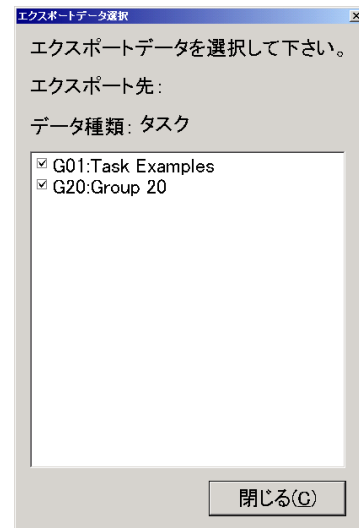 エクスポートデータ選択
エクスポートデータを選択して下さい。
エクスポート先:
データ種類: タスク
G01:Task Examples
G20:Group 20
閉じる(C)